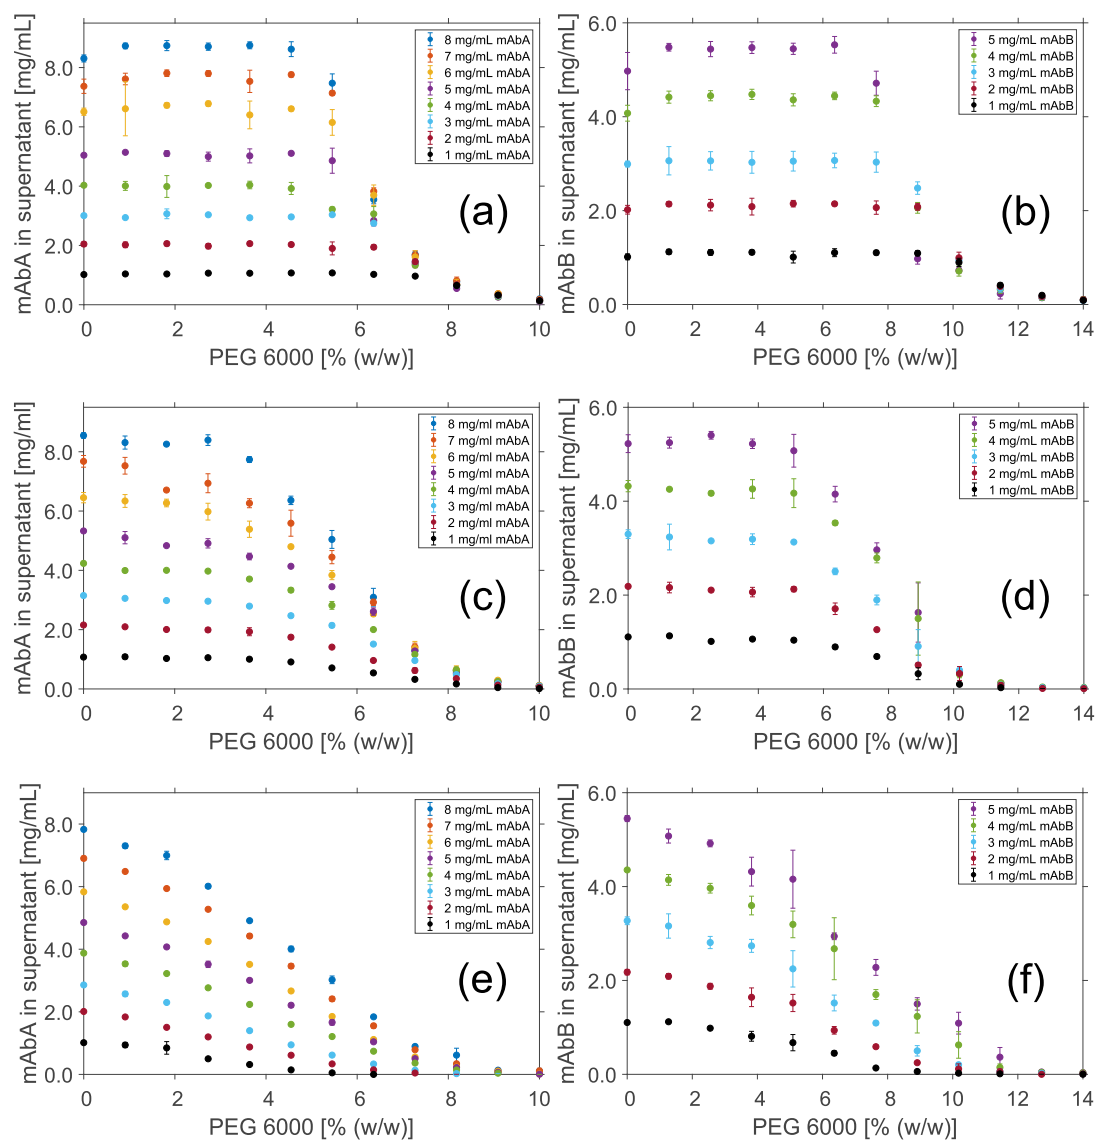 mAbA in supernatant [mg/mL]
8.0
6.0
4.0
2.0
0.0
0 2 4 6 8 10
PEG 6000 [% (w/w)]
8 mg/mL mAbA
7 mg/mL mAbA
6 mg/mL mAbA
5 mg/mL mAbA
4 mg/mL mAbA
3 mg/mL mAbA
2 mg/mL mAbA
1 mg/mL mAbA
(a)
mAbB in supernatant [mg/mL]
6.0
4.0
2.0
0.0
0 2 4 6 8 10 12 14
PEG 6000 [% (w/w)]
5 mg/mL mAbB
4 mg/mL mAbB
3 mg/mL mAbB
2 mg/mL mAbB
1 mg/mL mAbB
(b)
mAbA in supernatant [mg/ml]
8.0
6.0
4.0
2.0
0.0
0 2 4 6 8 10
PEG 6000 [% (w/w)]
8 mg/ml mAbA
7 mg/ml mAbA
6 mg/ml mAbA
5 mg/ml mAbA
4 mg/ml mAbA
3 mg/ml mAbA
2 mg/ml mAbA
1 mg/ml mAbA
(c)
mAbB in supernatant [mg/mL]
6.0
4.0
2.0
0.0
0 2 4 6 8 10 12 14
PEG 6000 [% (w/w)]
5 mg/mL mAbB
4 mg/mL mAbB
3 mg/mL mAbB
2 mg/mL mAbB
1 mg/mL mAbB
(d)
mAbA in supernatant [mg/mL]
8.0
6.0
4.0
2.0
0.0
0 2 4 6 8 10
PEG 6000 [% (w/w)]
8 mg/mL mAbA
7 mg/mL mAbA
6 mg/mL mAbA
5 mg/mL mAbA
4 mg/mL mAbA
3 mg/mL mAbA
2 mg/mL mAbA
1 mg/mL mAbA
(e)
mAbB in supernatant [mg/mL]
6.0
4.0
2.0
0.0
0 2 4 6 8 10 12 14
PEG 6000 [% (w/w)]
5 mg/mL mAbB
4 mg/mL mAbB
3 mg/mL mAbB
2 mg/mL mAbB
1 mg/mL mAbB
(f)